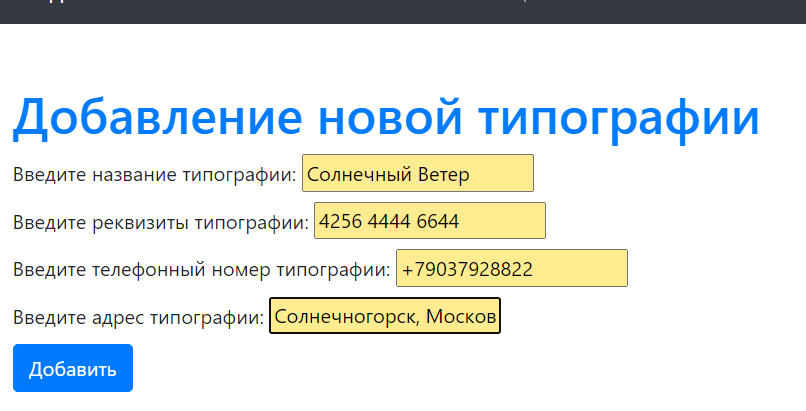 Добавление новой типографии
Введите название типографии: Солнечный Ветер
Введите реквизиты типографии: 4256 4444 6644
Введите телефонный номер типографии: +79037928822
Введите адрес типографии: Солнечногорск, Москов
Добавить